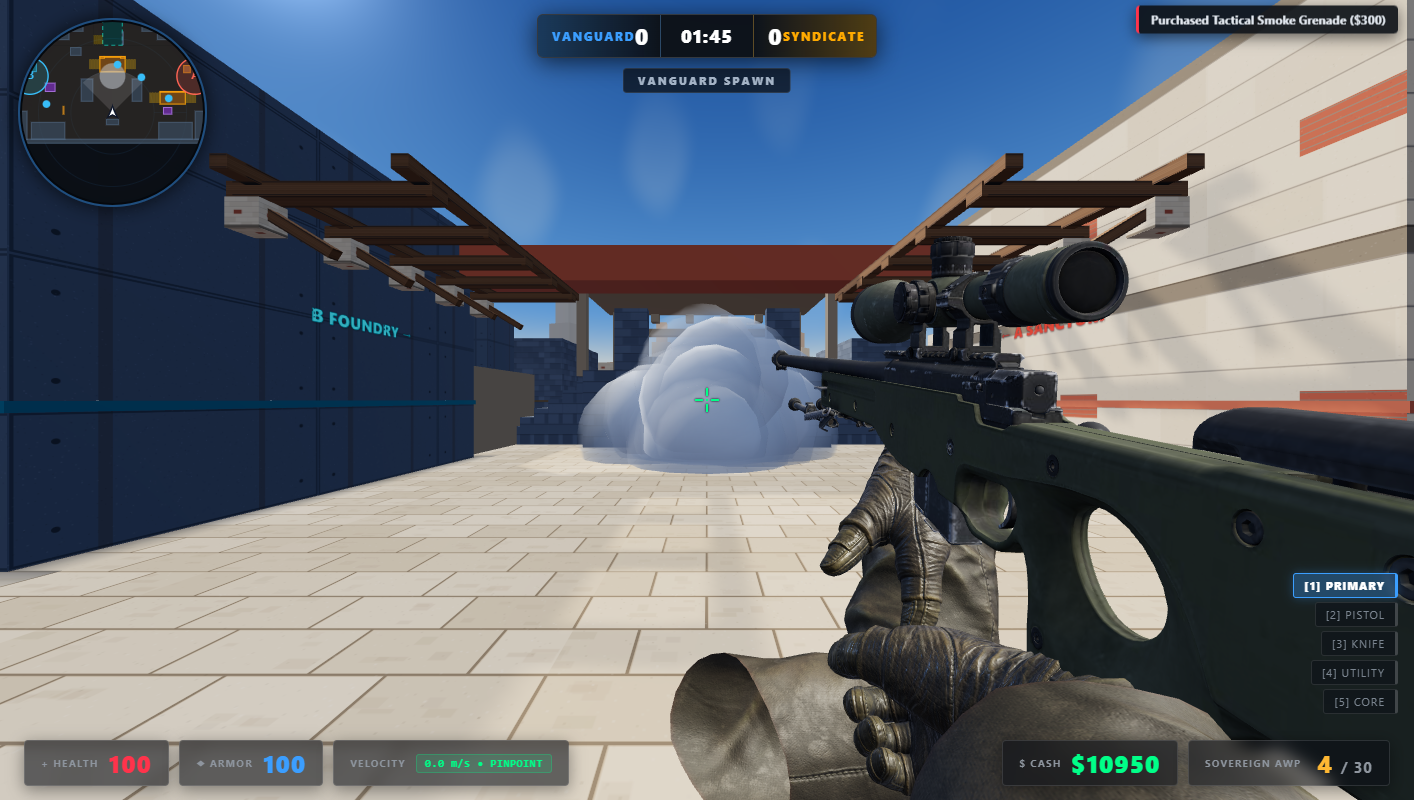 Purchased Tactical Smoke Grenade ($300)
VANGUARD 0 01:45 0 SYNDICATE
VANGUARD SPAWN
B
A
B FOUNDRY
[1] PRIMARY
[2] PISTOL
[3] KNIFE
[4] UTILITY
[5] CORE
+ HEALTH 100
ARMOR 100
VELOCITY 0.0 m/s • PINPOINT
$ CASH $10950
SOVEREIGN AWP 4 / 30